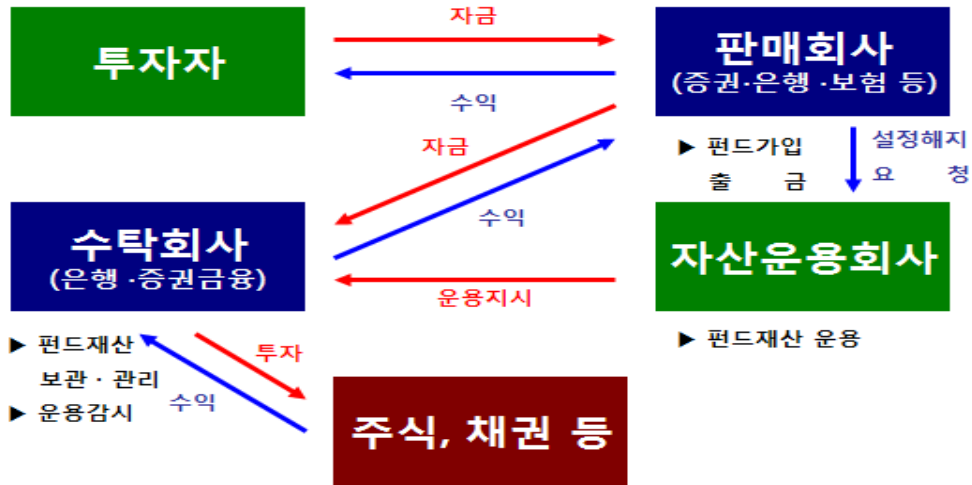 자금
투자자
판매회사
(증권·은행 ·보험 등)
수익
자금
▶ 펀드가입
출 금
설정해지
요 청
수익
수탁회사
(은행 ·증권금융)
자산운용회사
운용지시
▶ 펀드재산
보관 · 관리
▶ 운용감시
투자
수익
▶ 펀드재산 운용
주식, 채권 등